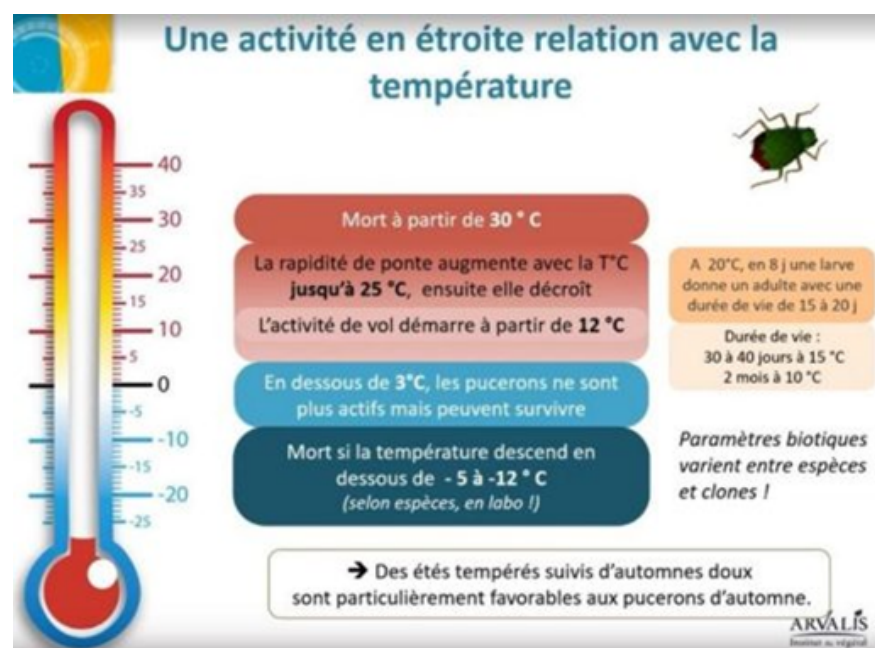 Une activité en étroite relation avec la
température
40
35
30
25
20
15
10
5
0
-5
-10
-15
-20
-25
Mort à partir de 30 ° C
La rapidité de ponte augmente avec la T°C
jusqu'à 25 °C, ensuite elle décroît
L'activité de vol démarre à partir de 12 °C
En dessous de 3°C, les pucerons ne sont
plus actifs mais peuvent survivre
Mort si la température descend en
dessous de - 5 à -12 ° C
(selon espèces, en labo !)
A 20°C, en 8 j une larve
donne un adulte avec une
durée de vie de 15 à 20 j
Durée de vie :
30 à 40 jours à 15 °C
2 mois à 10 °C
Paramètres biotiques
varient entre espèces
et clones !
➔ Des étés tempérés suivis d'automnes doux
sont particulièrement favorables aux pucerons d'automne.
ARVALIS
Institut du végétal